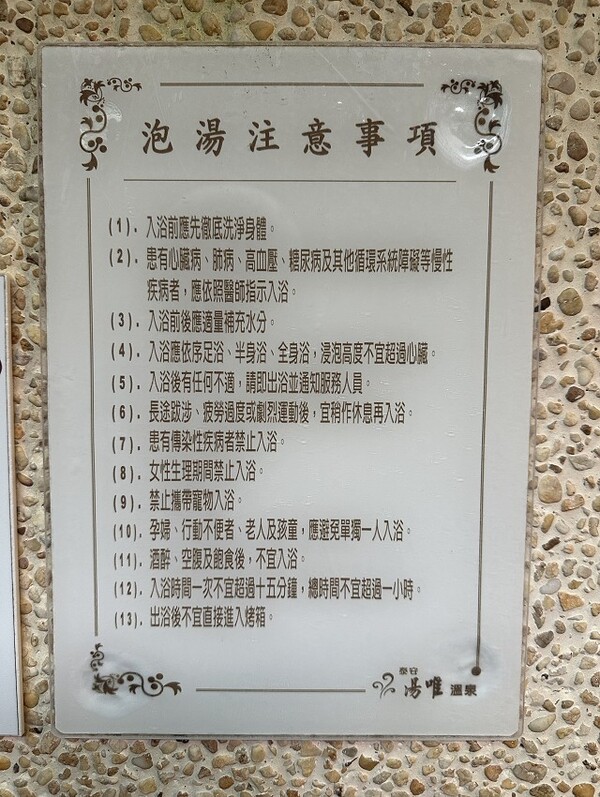 泡湯注意事項
(1). 入浴前應先徹底洗淨身體。
(2). 患有心臟病、肺病、高血壓、糖尿病及其他循環系統障礙等慢性
疾病者，應依照醫師指示入浴。
(3). 入浴前後應適量補充水分。
(4). 入浴應依序足浴、半身浴、全身浴，浸泡高度不宜超過心臟。
(5). 入浴後有任何不適，請即出浴並通知服務人員。
(6). 長途跋涉、疲勞過度或劇烈運動後，宜稍作休息再入浴。
(7). 患有傳染性疾病者禁止入浴。
(8). 女性生理期間禁止入浴。
(9). 禁止攜帶寵物入浴。
(10). 孕婦、行動不便者、老人及孩童，應避免單獨一人入浴。
(11). 酒醉、空腹及飽食後，不宜入浴。
(12). 入浴時間一次不宜超過十五分鐘，總時間不宜超過一小時。
(13). 出浴後不宜直接進入烤箱。
泰安
湯唯 溫泉